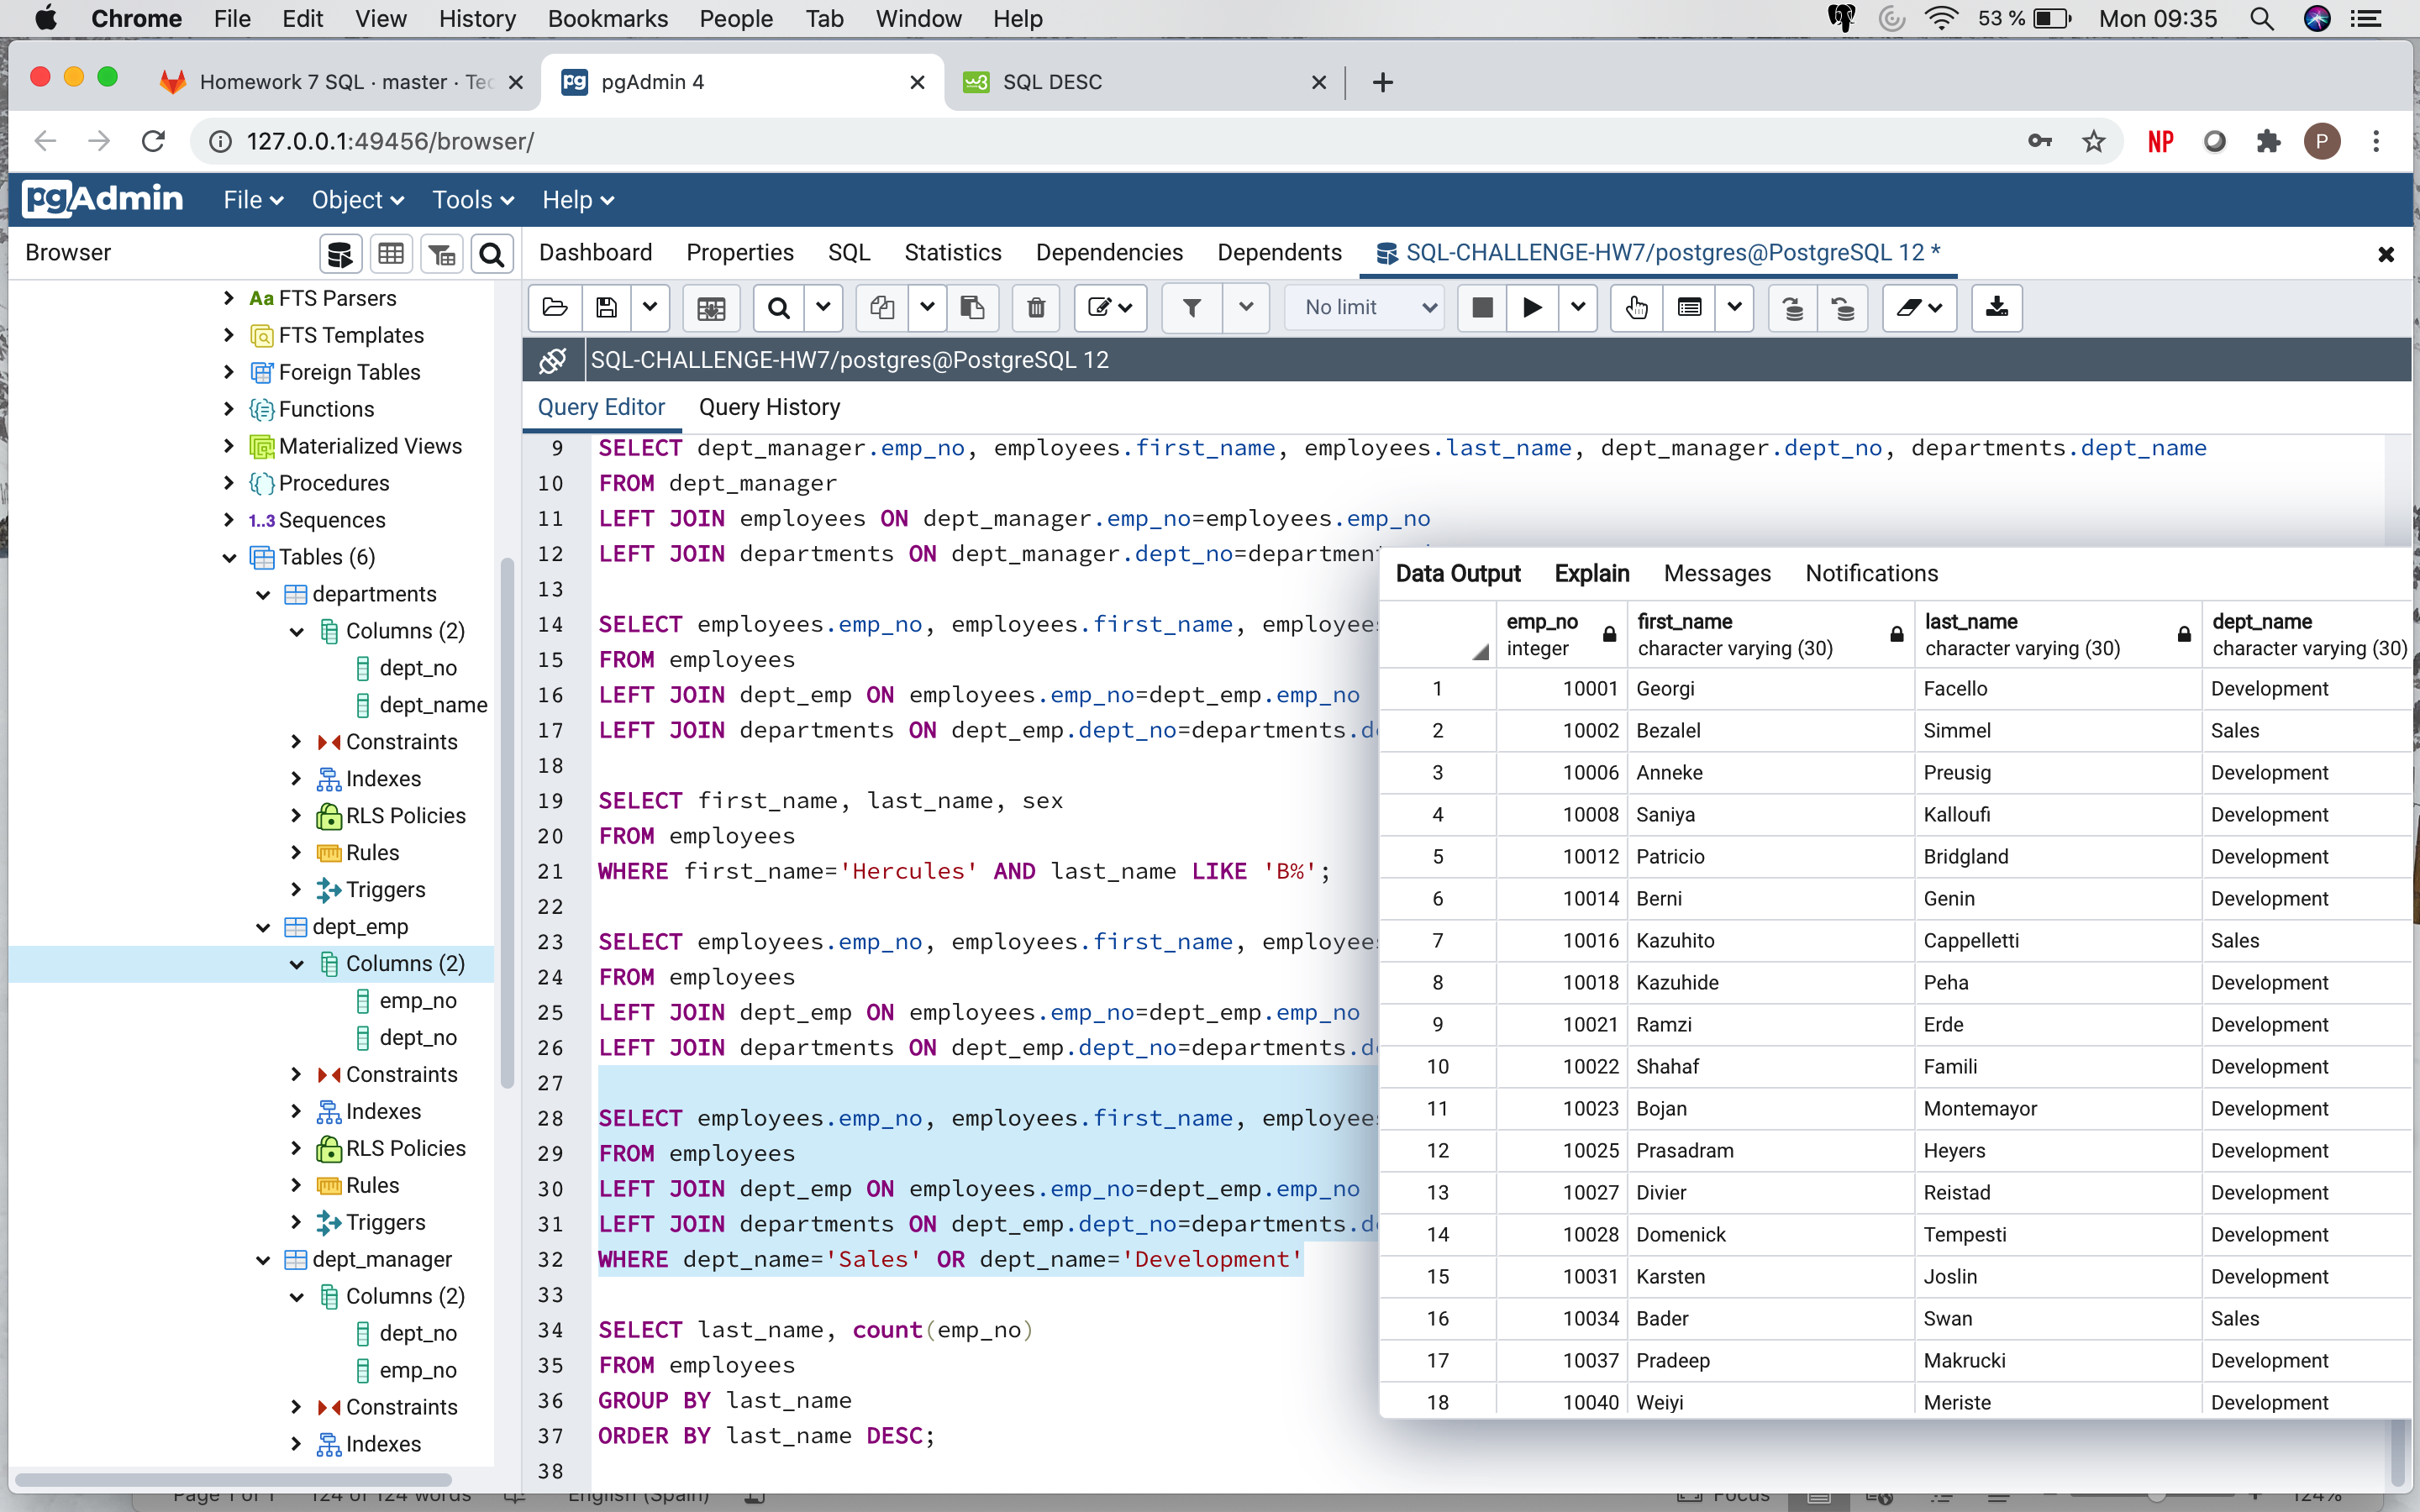 Chrome File Edit View History Bookmarks People Tab Window Help 53 % Mon 09:35
Homework 7 SQL · master · Tec pgAdmin 4 SQL DESC
127.0.0.1:49456/browser/ NP P
pgAdmin File Object Tools Help
Browser Dashboard Properties SQL Statistics Dependencies Dependents SQL-CHALLENGE-HW7/postgres@PostgreSQL 12 *
No limit
SQL-CHALLENGE-HW7/postgres@PostgreSQL 12
Query Editor Query History
Aa FTS Parsers
FTS Templates
Foreign Tables
Functions
Materialized Views
Procedures
1..3 Sequences
Tables (6)
departments
Columns (2)
dept_no
dept_name
Constraints
Indexes
RLS Policies
Rules
Triggers
dept_emp
Columns (2)
emp_no
dept_no
Constraints
Indexes
RLS Policies
Rules
Triggers
dept_manager
Columns (2)
dept_no
emp_no
Constraints
Indexes
9 SELECT dept_manager.emp_no, employees.first_name, employees.last_name, dept_manager.dept_no, departments.dept_name
10 FROM dept_manager
11 LEFT JOIN employees ON dept_manager.emp_no=employees.emp_no
12 LEFT JOIN departments ON dept_manager.dept_no=department
13
14 SELECT employees.emp_no, employees.first_name, employee
15 FROM employees
16 LEFT JOIN dept_emp ON employees.emp_no=dept_emp.emp_no
17 LEFT JOIN departments ON dept_emp.dept_no=departments.d
18
19 SELECT first_name, last_name, sex
20 FROM employees
21 WHERE first_name='Hercules' AND last_name LIKE 'B%';
22
23 SELECT employees.emp_no, employees.first_name, employee
24 FROM employees
25 LEFT JOIN dept_emp ON employees.emp_no=dept_emp.emp_no
26 LEFT JOIN departments ON dept_emp.dept_no=departments.d
27
28 SELECT employees.emp_no, employees.first_name, employee
29 FROM employees
30 LEFT JOIN dept_emp ON employees.emp_no=dept_emp.emp_no
31 LEFT JOIN departments ON dept_emp.dept_no=departments.d
32 WHERE dept_name='Sales' OR dept_name='Development'
33
34 SELECT last_name, count(emp_no)
35 FROM employees
36 GROUP BY last_name
37 ORDER BY last_name DESC;
38
Data Output Explain Messages Notifications
emp_no first_name last_name dept_name
integer character varying (30) character varying (30) character varying (30)
1 10001 Georgi Facello Development
2 10002 Bezalel Simmel Sales
3 10006 Anneke Preusig Development
4 10008 Saniya Kalloufi Development
5 10012 Patricio Bridgland Development
6 10014 Berni Genin Development
7 10016 Kazuhito Cappelletti Sales
8 10018 Kazuhide Peha Development
9 10021 Ramzi Erde Development
10 10022 Shahaf Famili Development
11 10023 Bojan Montemayor Development
12 10025 Prasadram Heyers Development
13 10027 Divier Reistad Development
14 10028 Domenick Tempesti Development
15 10031 Karsten Joslin Development
16 10034 Bader Swan Sales
17 10037 Pradeep Makrucki Development
18 10040 Weiyi Meriste Development
Page 1 of 1 124 of 124 words English (Spain) Focus 124%